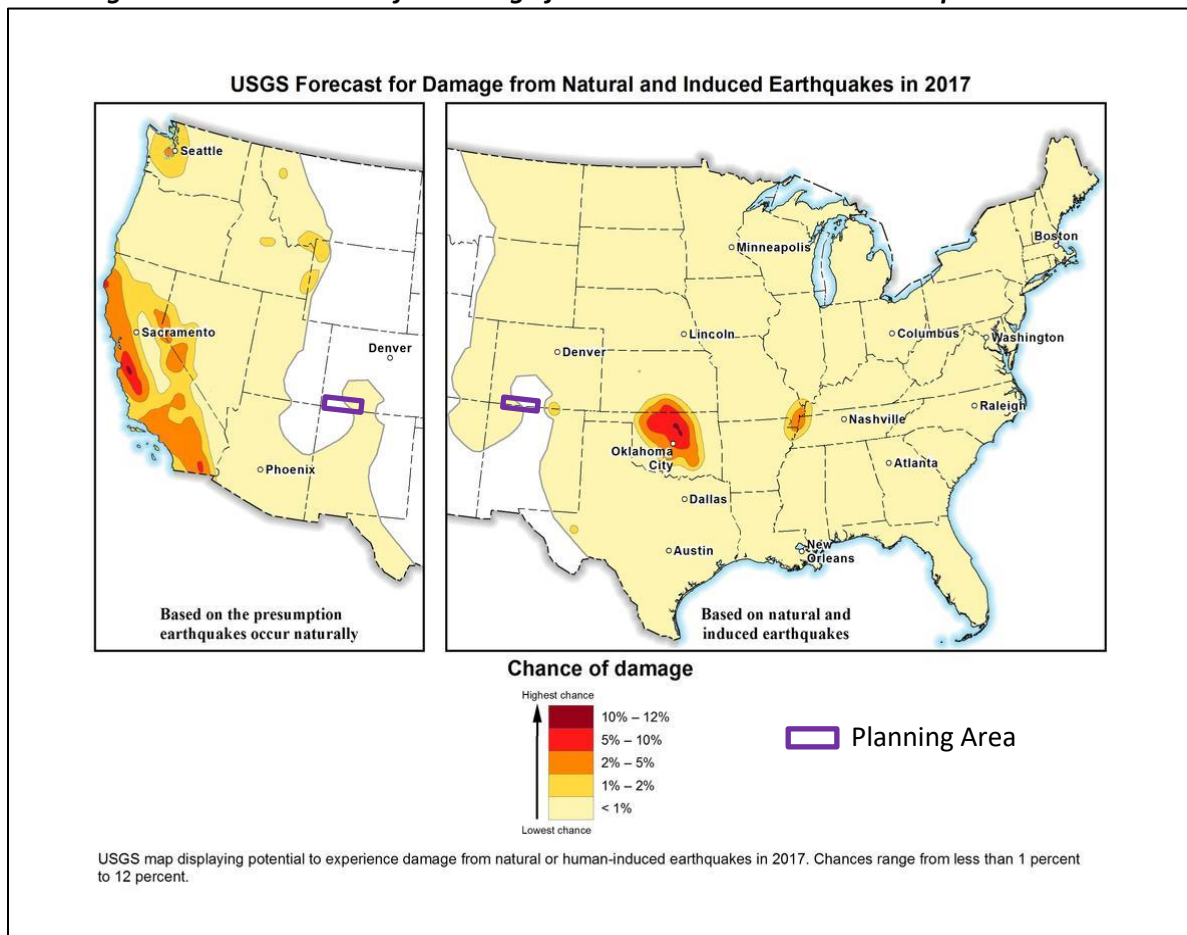 USGS Forecast for Damage from Natural and Induced Earthquakes in 2017
Seattle
Sacramento
Denver
Phoenix
Based on the presumption
earthquakes occur naturally
Minneapolis
Boston
Lincoln
Columbus
Washington
Denver
Raleigh
Nashville
Oklahoma
City
Atlanta
Dallas
Austin
New
Orleans
Based on natural and
induced earthquakes
Chance of damage
Highest chance
10% – 12%
5% – 10%
2% – 5%
1% – 2%
< 1%
Lowest chance
Planning Area
USGS map displaying potential to experience damage from natural or human-induced earthquakes in 2017. Chances range from less than 1 percent
to 12 percent.